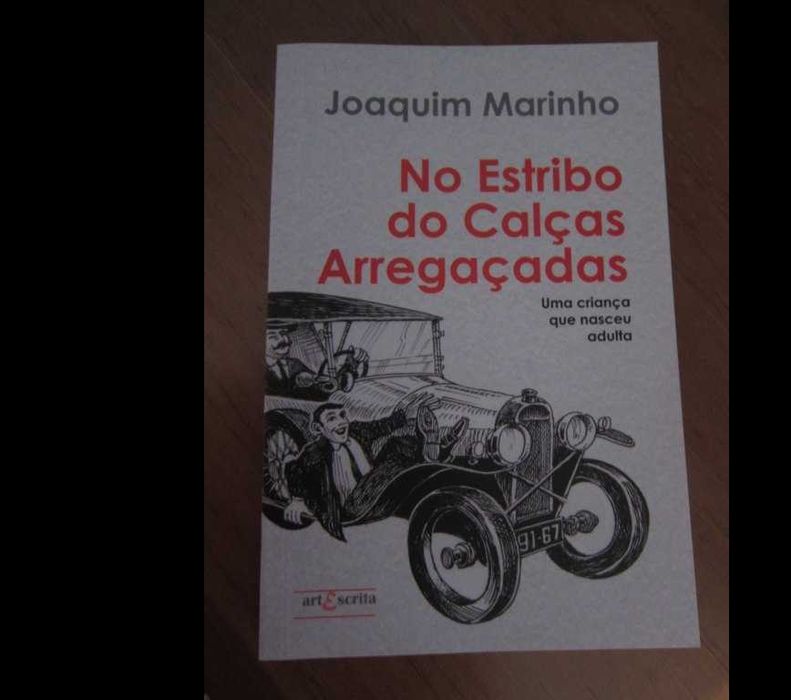 Joaquim Marinho
No Estribo
do Calças
Arregaçadas
Uma criança
que nasceu
adulta
91-67
artEscrita